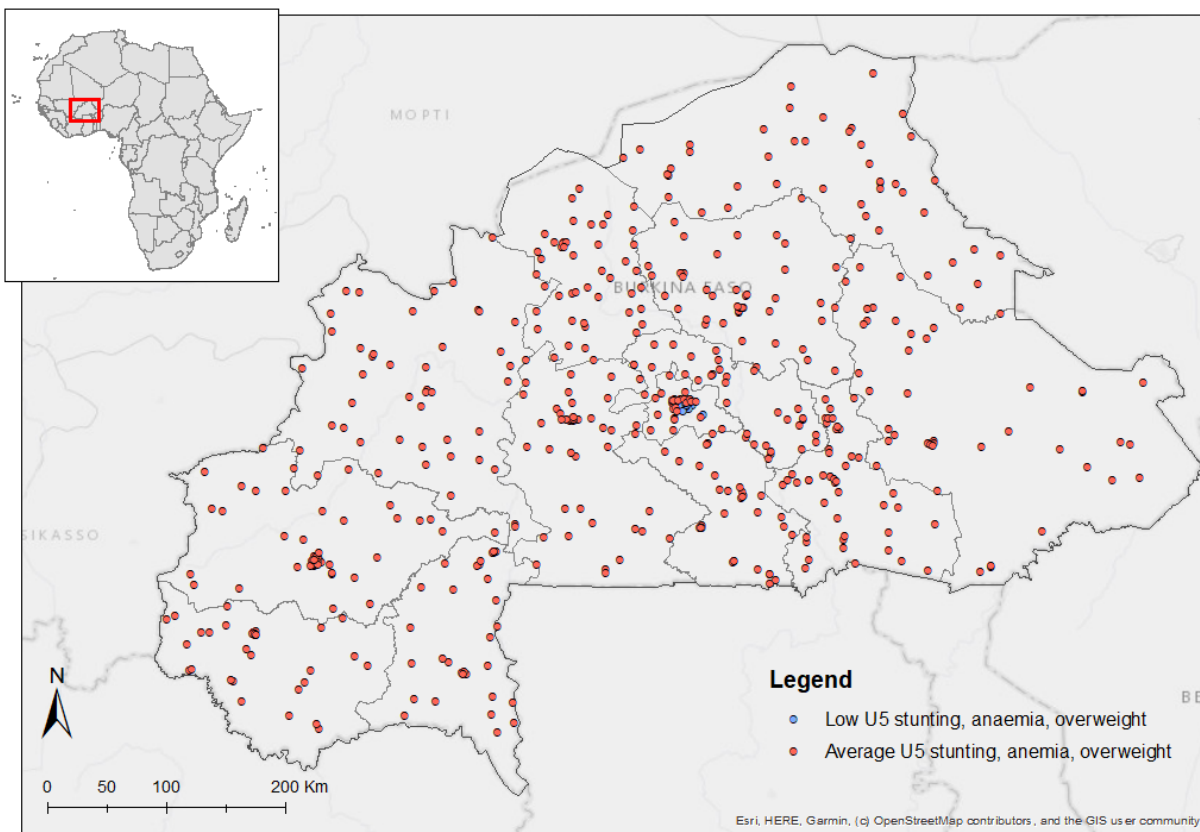 MOPTI
BURKINA FASO
SIKASSO
N
Legend
Low U5 stunting, anaemia, overweight
Average U5 stunting, anemia, overweight
BE
0 50 100 200 Km
Esri, HERE, Garmin, (c) OpenStreetMap contributors, and the GIS user community